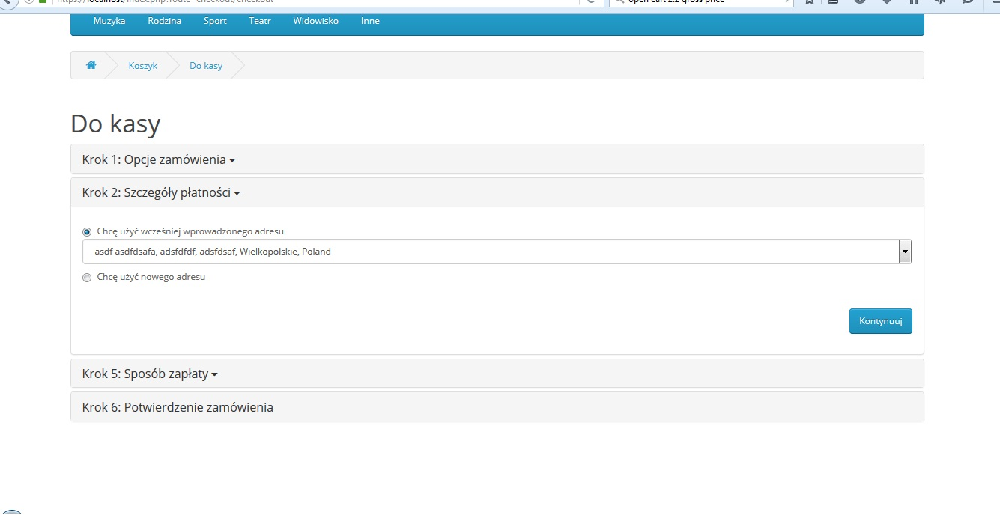 https://localhost/index.php?route=checkout/checkout
open cart 2.2 gross price
Muzyka Rodzina Sport Teatr Widowisko Inne
Koszyk Do kasy
Do kasy
Krok 1: Opcje zamówienia
Krok 2: Szczegóły płatności
Chcę użyć wcześniej wprowadzonego adresu
asdf asdfdsafa, adsfdfdf, adsfdsaf, Wielkopolskie, Poland
Chcę użyć nowego adresu
Kontynuuj
Krok 5: Sposób zapłaty
Krok 6: Potwierdzenie zamówienia